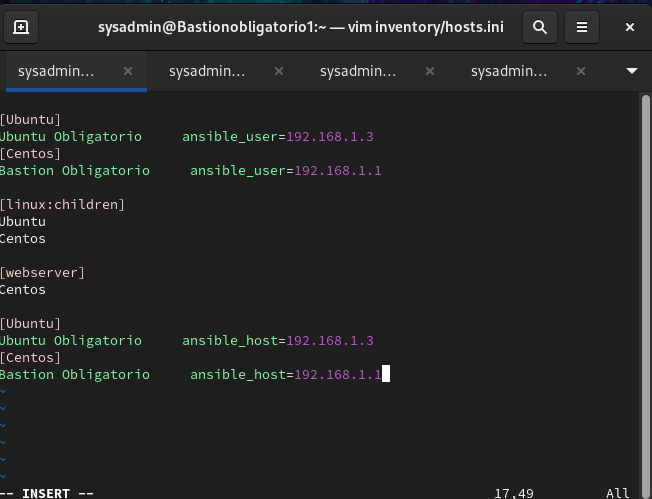 sysadmin@Bastionobligatorio1:~ — vim inventory/hosts.ini
sysadmin... × sysadmin... × sysadmin... × sysadmin... ×
[Ubuntu]
Ubuntu Obligatorio     ansible_user=192.168.1.3
[Centos]
Bastion Obligatorio     ansible_user=192.168.1.1
[linux:children]
Ubuntu
Centos
[webserver]
Centos
[Ubuntu]
Ubuntu Obligatorio     ansible_host=192.168.1.3
[Centos]
Bastion Obligatorio     ansible_host=192.168.1.1
~
~
~
~
~
~
-- INSERT -- 17,49 All